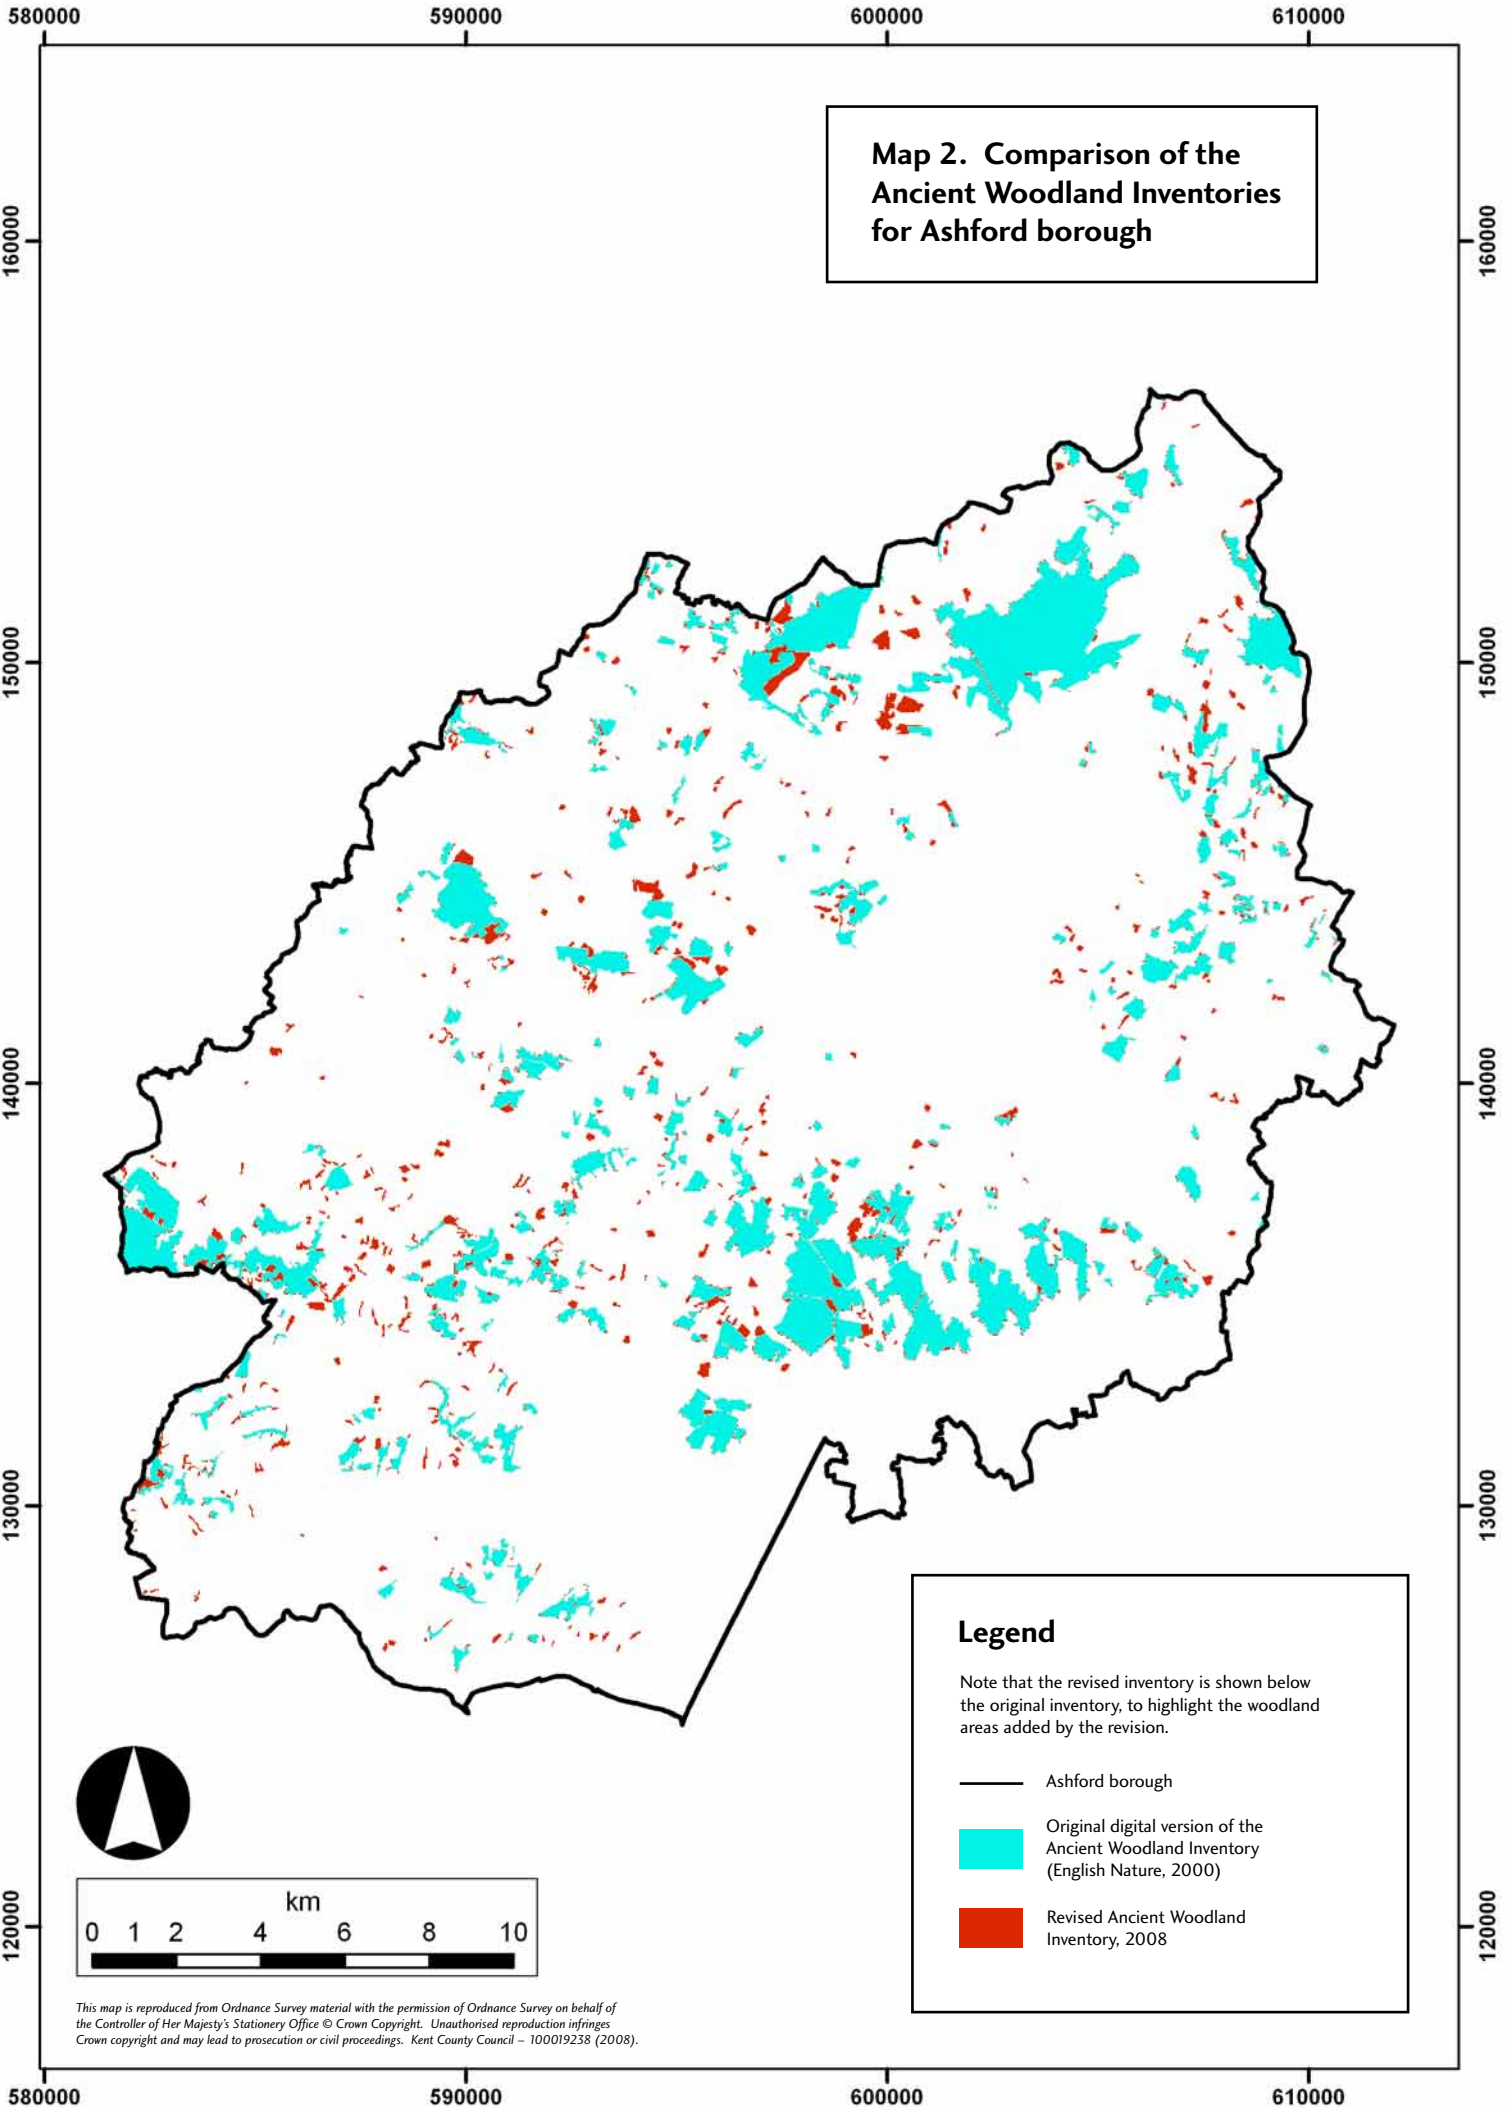 580000
590000
600000
610000
Map 2. Comparison of the
Ancient Woodland Inventories
for Ashford borough
160000
160000
150000
150000
140000
140000
130000
130000
120000
120000
Legend
Note that the revised inventory is shown below
the original inventory, to highlight the woodland
areas added by the revision.
Ashford borough
Original digital version of the
Ancient Woodland Inventory
(English Nature, 2000)
Revised Ancient Woodland
Inventory, 2008
km
0 1 2 4 6 8 10
This map is reproduced from Ordnance Survey material with the permission of Ordnance Survey on behalf of
the Controller of Her Majesty's Stationery Office © Crown Copyright. Unauthorised reproduction infringes
Crown copyright and may lead to prosecution or civil proceedings. Kent County Council – 100019238 (2008).
580000
590000
600000
610000